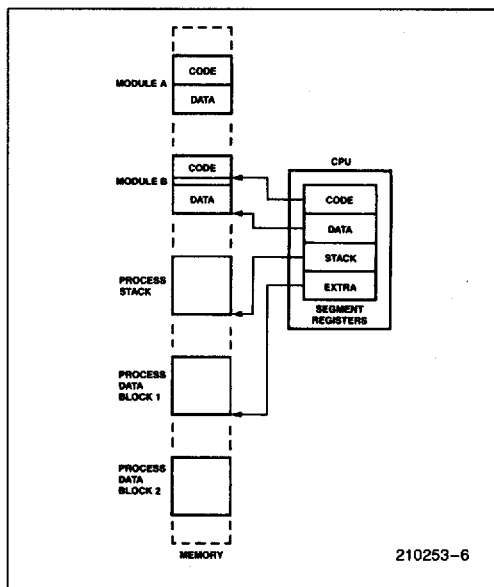 MODULE A
CODE
DATA
MODULE B
CODE
DATA
CPU
CODE
DATA
STACK
EXTRA
SEGMENT
REGISTERS
PROCESS
STACK
PROCESS
DATA
BLOCK 1
PROCESS
DATA
BLOCK 2
MEMORY
210253–6